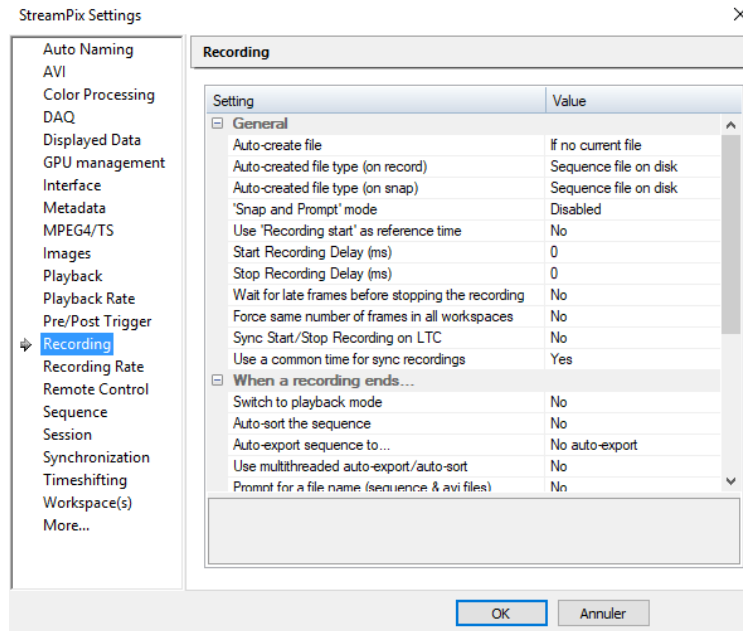 StreamPix Settings
Auto Naming
AVI
Color Processing
DAQ
Displayed Data
GPU management
Interface
Metadata
MPEG4/TS
Images
Playback
Playback Rate
Pre/Post Trigger
Recording
Recording Rate
Remote Control
Sequence
Session
Synchronization
Timeshifting
Workspace(s)
More...
Recording
Setting Value
General
Auto-create file If no current file
Auto-created file type (on record) Sequence file on disk
Auto-created file type (on snap) Sequence file on disk
'Snap and Prompt' mode Disabled
Use 'Recording start' as reference time No
Start Recording Delay (ms) 0
Stop Recording Delay (ms) 0
Wait for late frames before stopping the recording No
Force same number of frames in all workspaces No
Sync Start/Stop Recording on LTC No
Use a common time for sync recordings Yes
When a recording ends...
Switch to playback mode No
Auto-sort the sequence No
Auto-export sequence to... No auto-export
Use multithreaded auto-export/auto-sort No
Prompt for a file name (sequence & avi files) No
OK Annuler